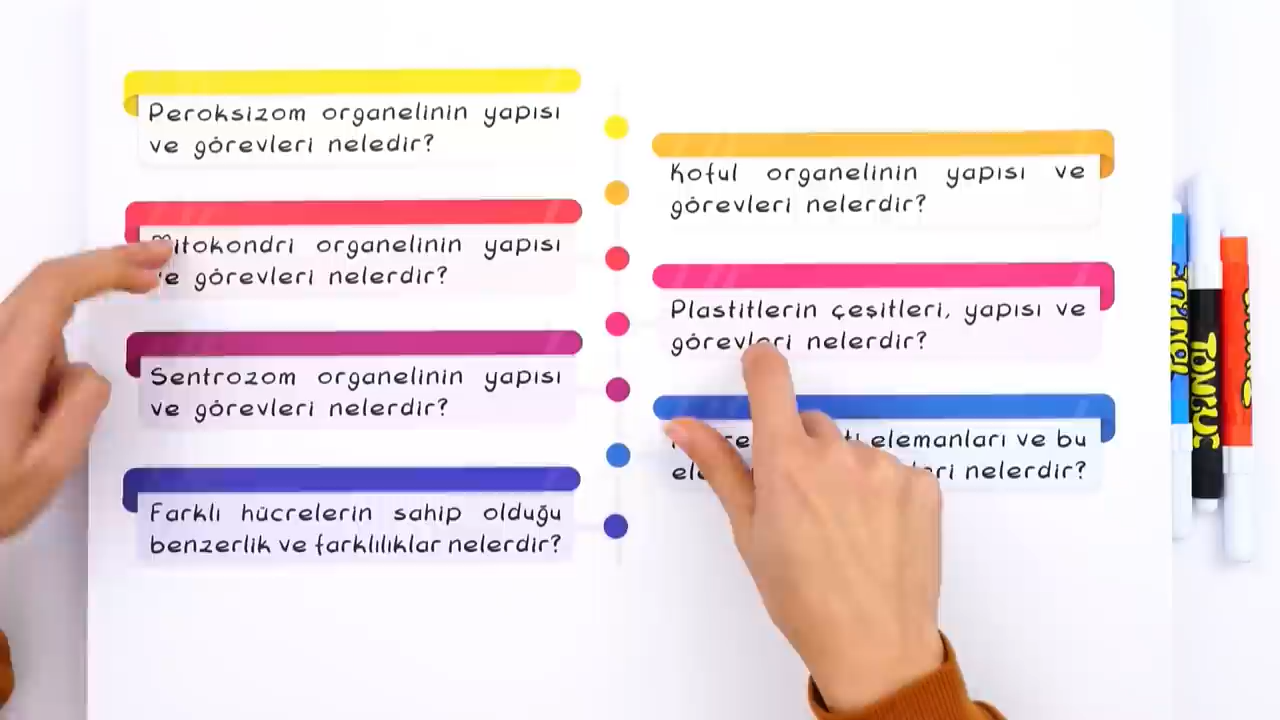 Peroksizom organelinin yapısı
ve görevleri neledir?
Koful organelinin yapısı ve
görevleri nelerdir?
Mitokondri organelinin yapısı
ve görevleri nelerdir?
Plastitlerin çeşitleri, yapısı ve
görevleri nelerdir?
Sentrozom organelinin yapısı
ve görevleri nelerdir?
elemanları ve bu
nelerdir?
Farklı hücrelerin sahip olduğu
benzerlik ve farklılıklar nelerdir?